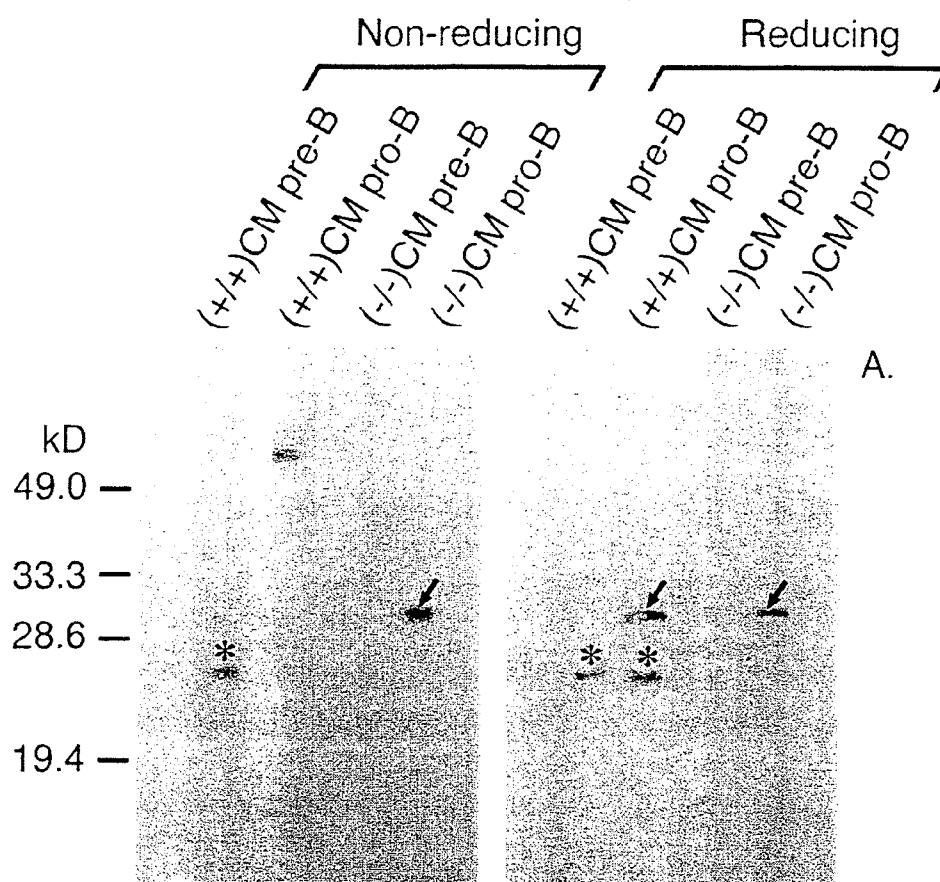 Non-reducing
Reducing
(+/+)CM pre-B
(+/+)CM pro-B
(-/-)CM pre-B
(-/-)CM pro-B
(+/+)CM pre-B
(+/+)CM pro-B
(-/-)CM pre-B
(-/-)CM pro-B
A.
kD
49.0
33.3
28.6
19.4
*
* *